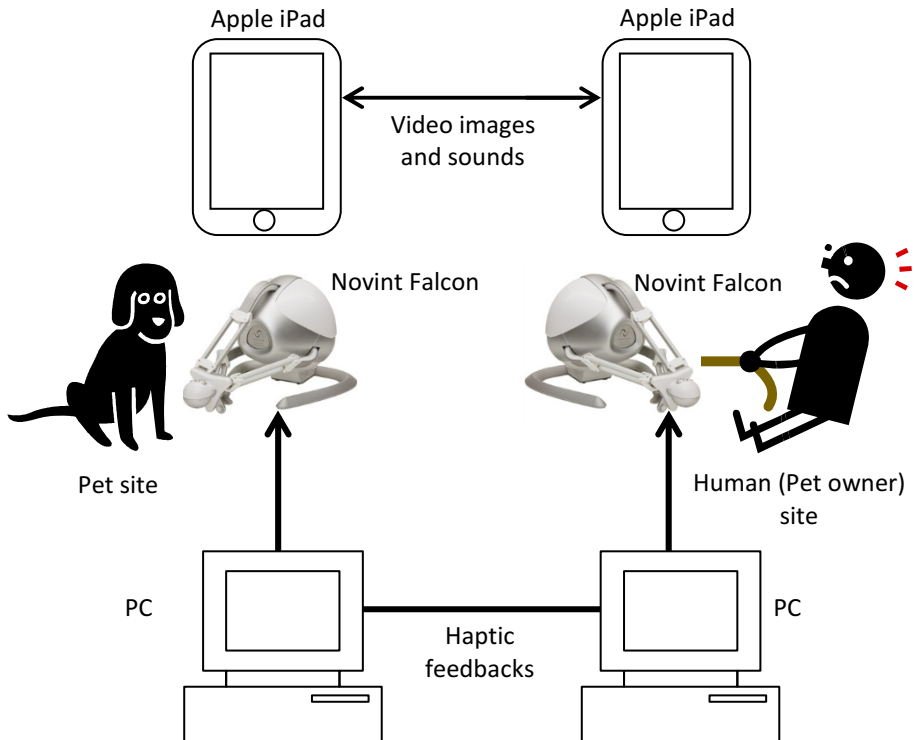 Apple iPad
Apple iPad
Video images
and sounds
Novint Falcon
Novint Falcon
Pet site
Human (Pet owner)
site
PC
PC
Haptic
feedbacks